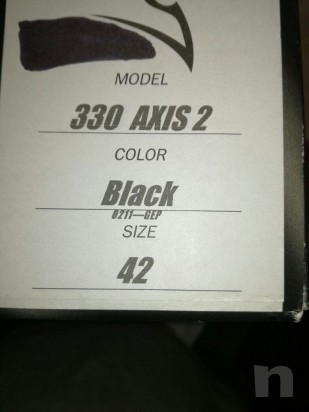 MODEL
330 AXIS 2
COLOR
Black
0211—GEP
SIZE
42
n